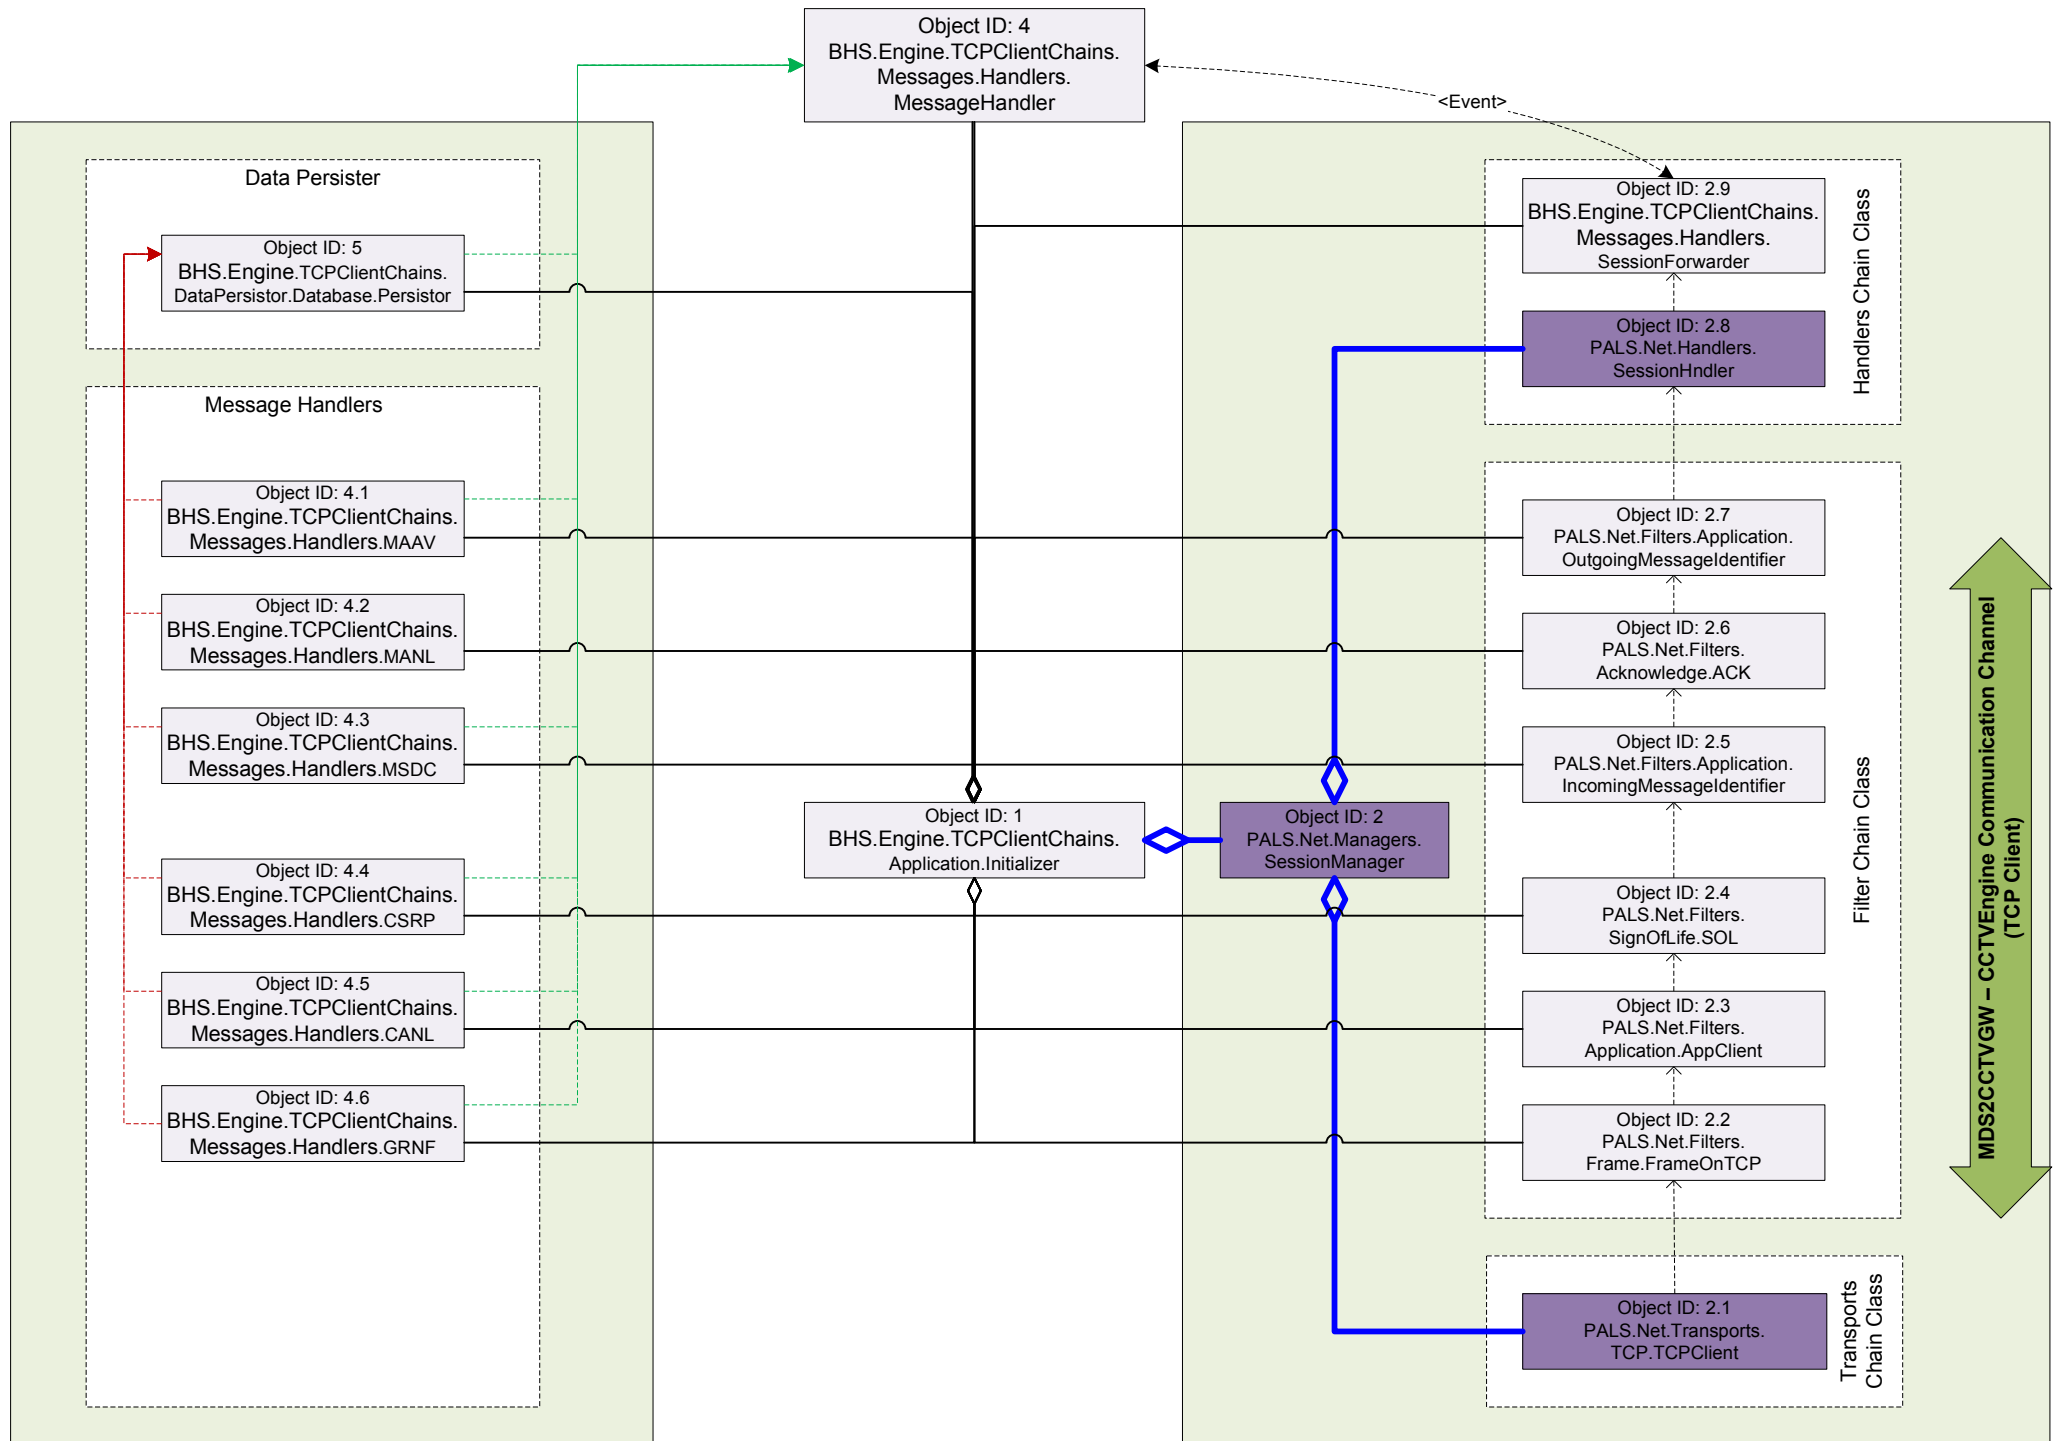 Object ID: 4
BHS.Engine.TCPClientChains.
Messages.Handlers.
MessageHandler
<Event>
Data Persister
Object ID: 5
BHS.Engine.TCPClientChains.
DataPersistor.Database.Persistor
Message Handlers
Object ID: 4.1
BHS.Engine.TCPClientChains.
Messages.Handlers.MAAV
Object ID: 4.2
BHS.Engine.TCPClientChains.
Messages.Handlers.MANL
Object ID: 4.3
BHS.Engine.TCPClientChains.
Messages.Handlers.MSDC
Object ID: 4.4
BHS.Engine.TCPClientChains.
Messages.Handlers.CSRP
Object ID: 4.5
BHS.Engine.TCPClientChains.
Messages.Handlers.CANL
Object ID: 4.6
BHS.Engine.TCPClientChains.
Messages.Handlers.GRNF
Object ID: 1
BHS.Engine.TCPClientChains.
Application.Initializer
Object ID: 2
PALS.Net.Managers.
SessionManager
Object ID: 2.9
BHS.Engine.TCPClientChains.
Messages.Handlers.
SessionForwarder
Object ID: 2.8
PALS.Net.Handlers.
SessionHndler
Handlers Chain Class
Object ID: 2.7
PALS.Net.Filters.Application.
OutgoingMessageIdentifier
Object ID: 2.6
PALS.Net.Filters.
Acknowledge.ACK
Object ID: 2.5
PALS.Net.Filters.Application.
IncomingMessageIdentifier
Object ID: 2.4
PALS.Net.Filters.
SignOfLife.SOL
Object ID: 2.3
PALS.Net.Filters.
Application.AppClient
Object ID: 2.2
PALS.Net.Filters.
Frame.FrameOnTCP
Filter Chain Class
Object ID: 2.1
PALS.Net.Transports.
TCP.TCPClient
Transports
Chain Class
MDS2CCTVGW – CCTVEngine Communication Channel
(TCP Client)